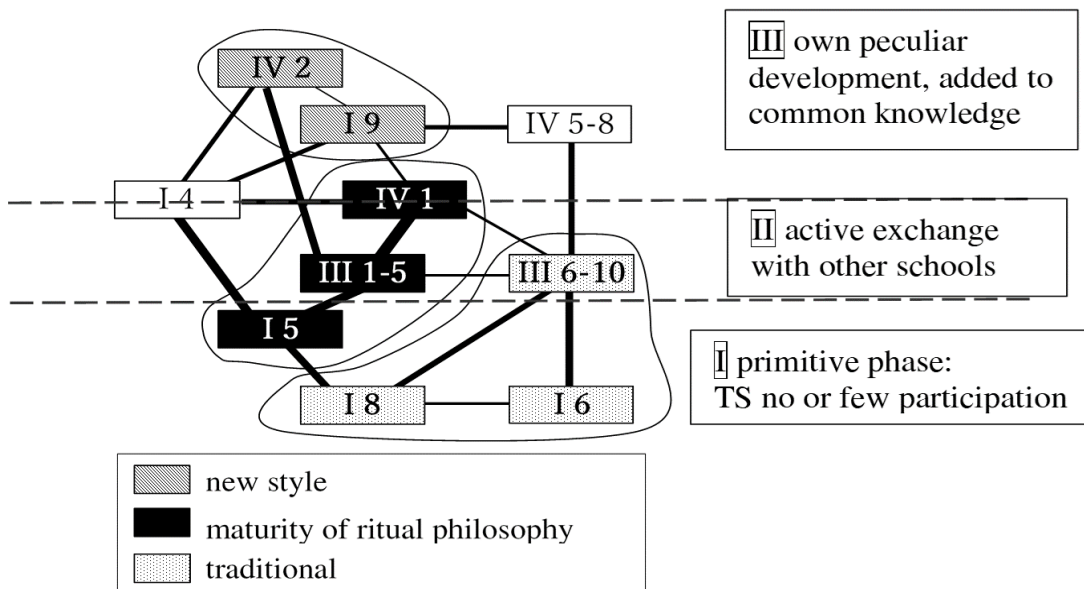 IV 2
I 9
IV 5-8
I 4
IV 1
III 1-5
III 6-10
I 5
I 8
I 6
III own peculiar
development, added to
common knowledge
II active exchange
with other schools
I primitive phase:
TS no or few participation
new style
maturity of ritual philosophy
traditional